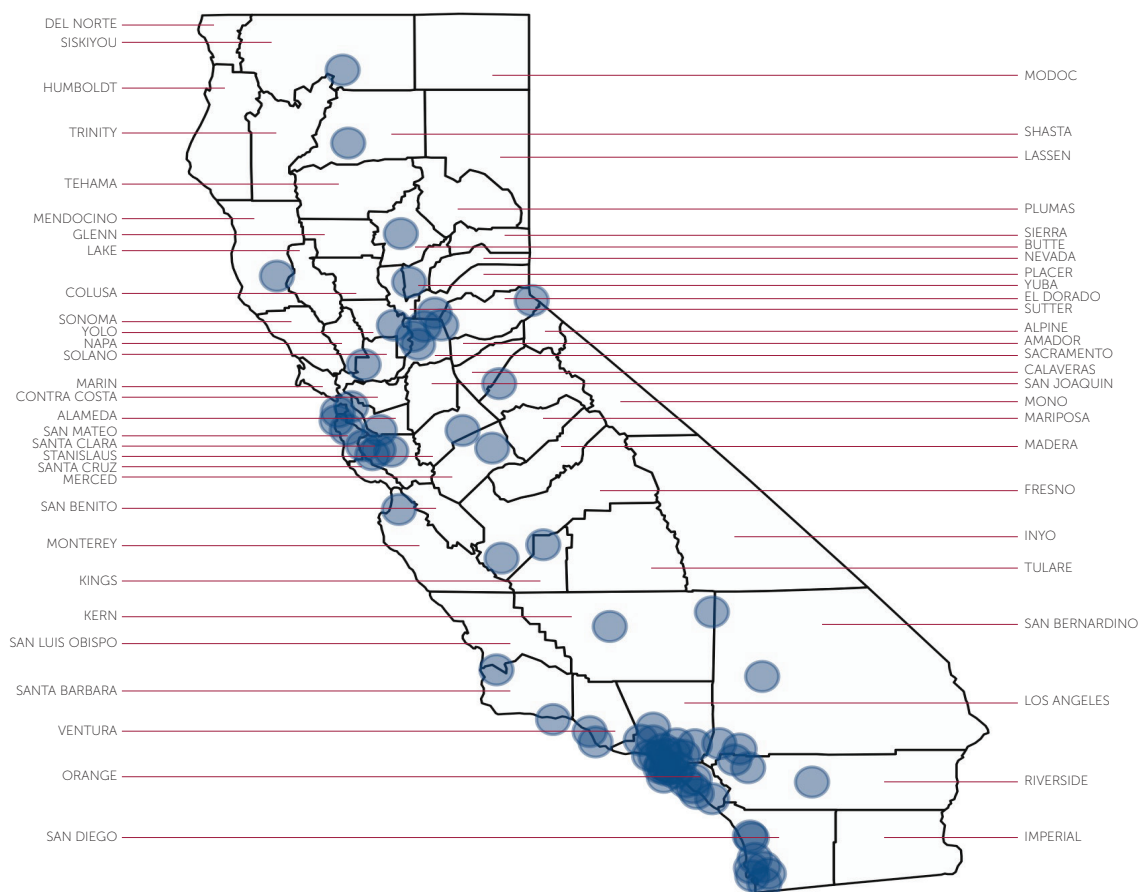 DEL NORTE
SISKIYOU
HUMBOLDT
TRINITY
TEHAMA
MENDOCINO
GLENN
LAKE
COLUSA
SONOMA
YOLO
NAPA
SOLANO
MARIN
CONTRA COSTA
ALAMEDA
SAN MATEO
SANTA CLARA
STANISLAUS
SANTA CRUZ
MERCED
SAN BENITO
MONTEREY
KINGS
KERN
SAN LUIS OBISPO
SANTA BARBARA
VENTURA
ORANGE
SAN DIEGO
MODOC
SHASTA
LASSEN
PLUMAS
SIERRA
BUTTE
NEVADA
PLACER
YUBA
EL DORADO
SUTTER
ALPINE
AMADOR
SACRAMENTO
CALAVERAS
SAN JOAQUIN
MONO
MARIPOSA
MADERA
FRESNO
INYO
TULARE
SAN BERNARDINO
LOS ANGELES
RIVERSIDE
IMPERIAL